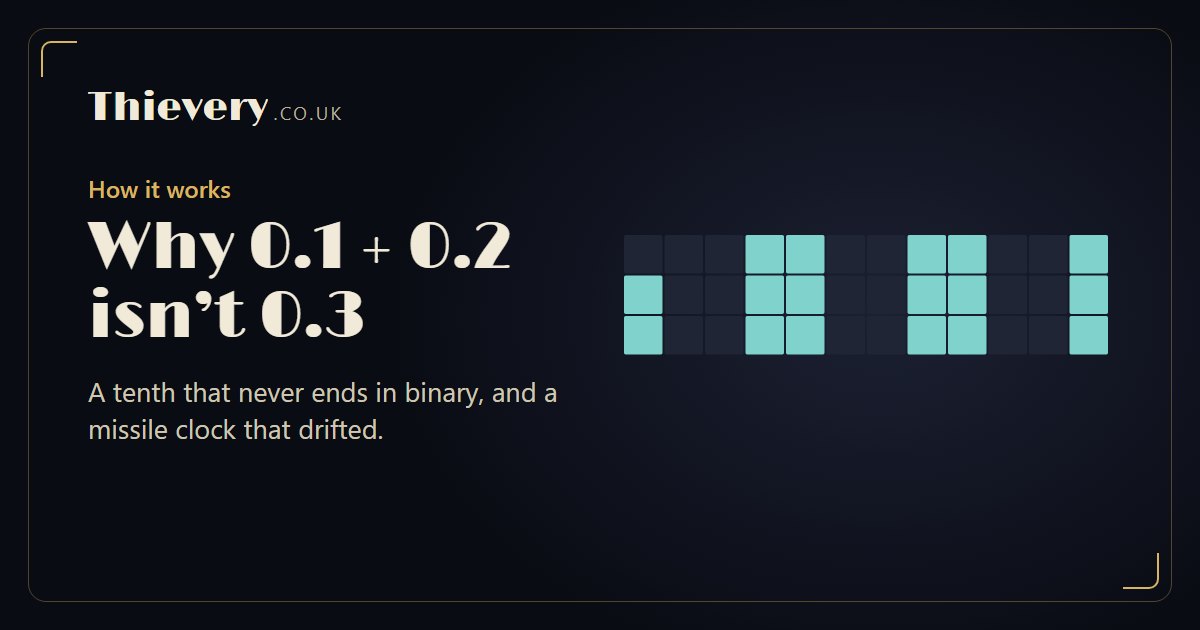 Thievery.CO.UK
How it works
Why 0.1 + 0.2
isn’t 0.3
A tenth that never ends in binary, and a
missile clock that drifted.